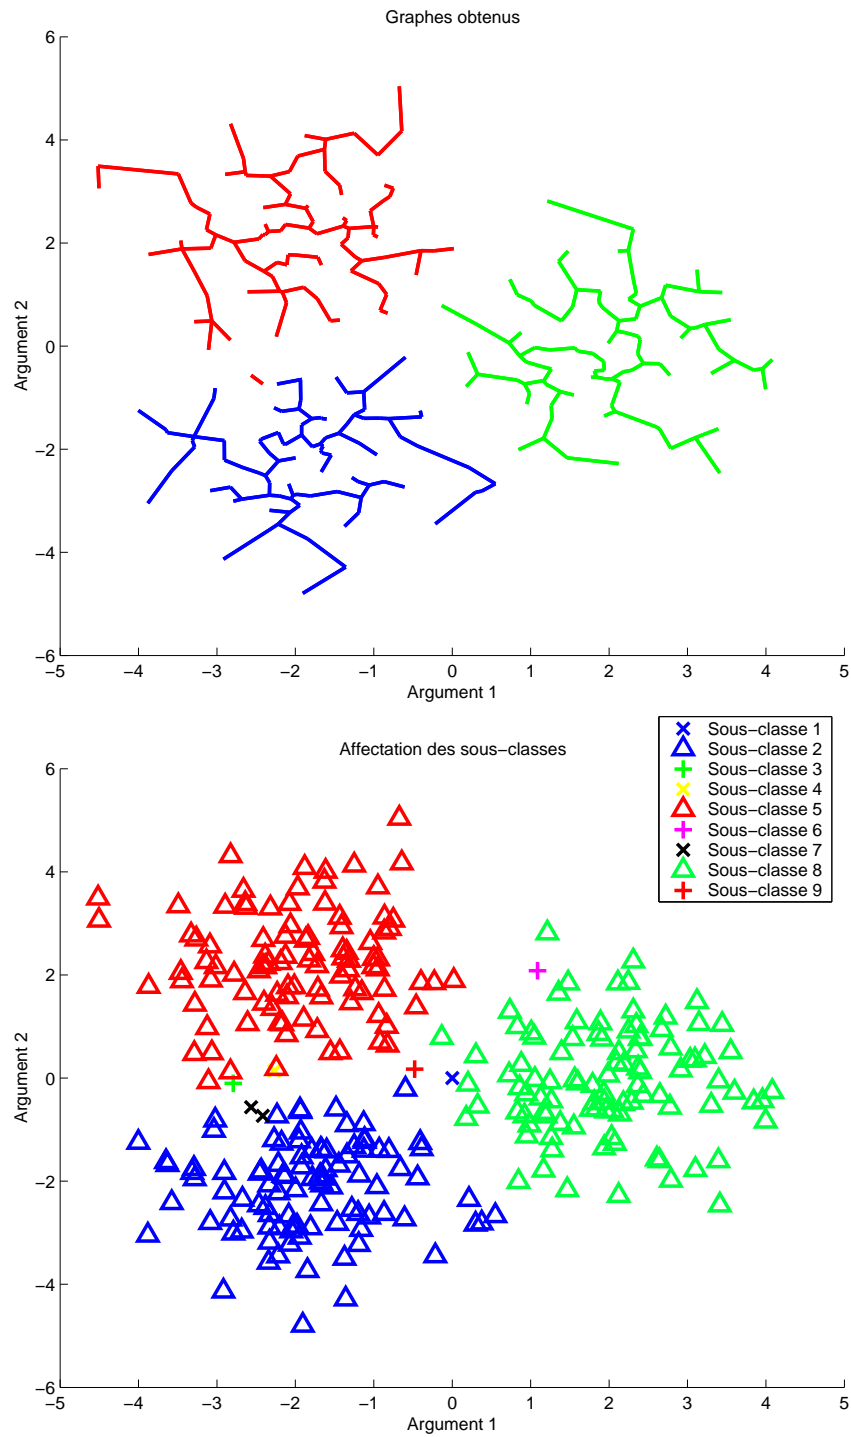 Graphes obtenus
6
4
2
0
−2
−4
−6
Argument 2
−5 −4 −3 −2 −1 0 1 2 3 4 5
Argument 1
Affectation des sous−classes
Sous−classe 1
Sous−classe 2
Sous−classe 3
Sous−classe 4
Sous−classe 5
Sous−classe 6
Sous−classe 7
Sous−classe 8
Sous−classe 9
6
4
2
0
−2
−4
−6
Argument 2
−5 −4 −3 −2 −1 0 1 2 3 4 5
Argument 1